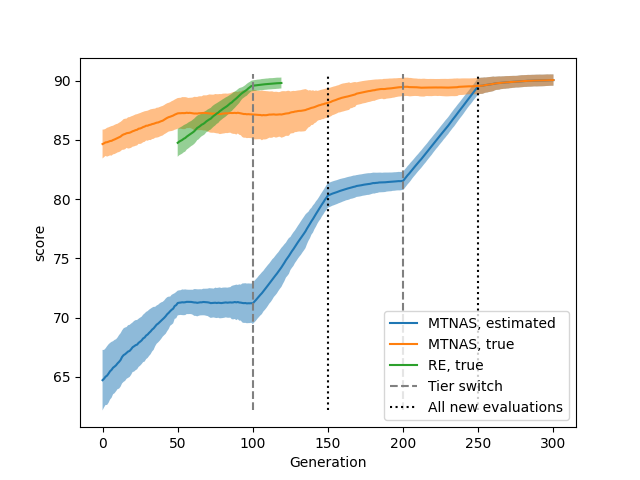 90
85
80
75
70
65
score
0 50 100 150 200 250 300
Generation
MTNAS, estimated
MTNAS, true
RE, true
Tier switch
All new evaluations